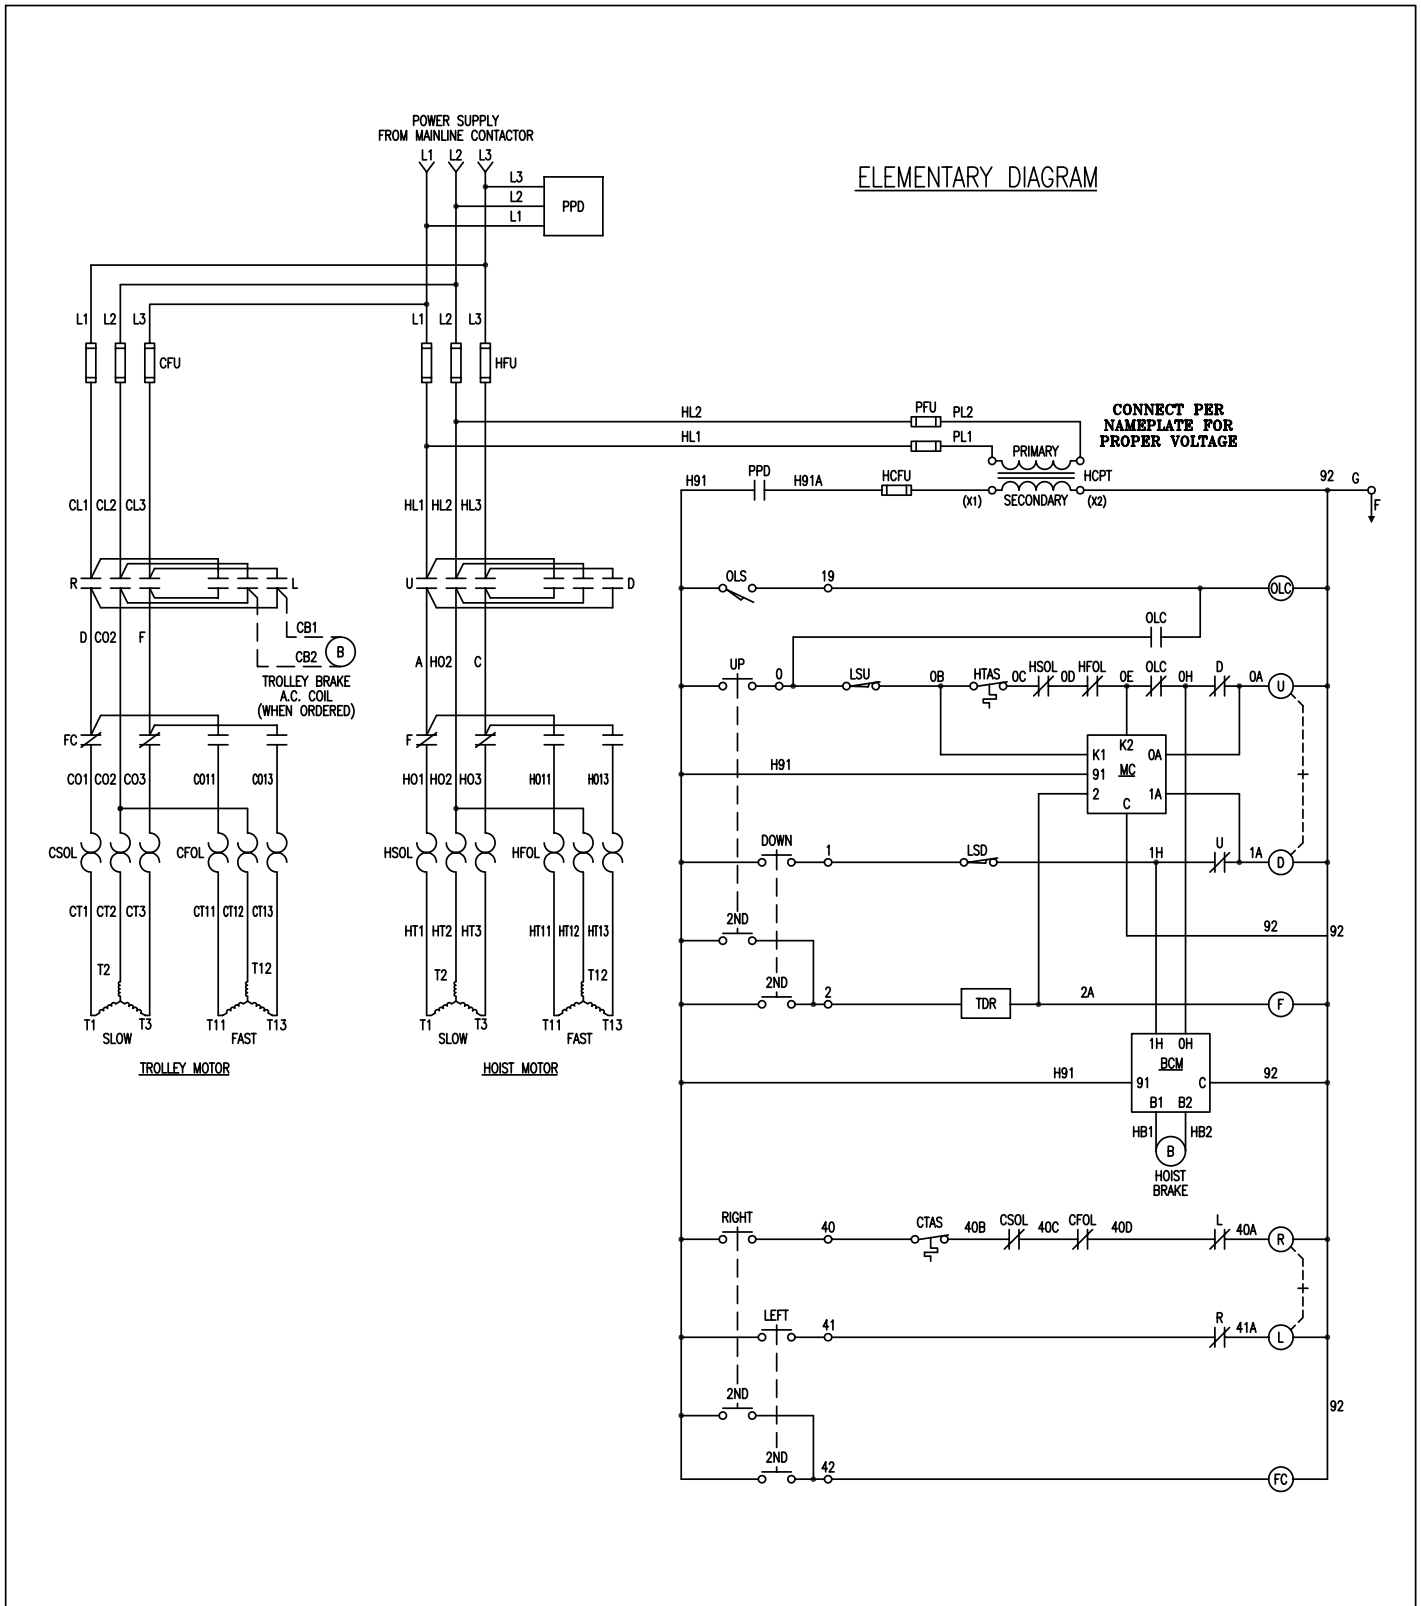 POWER SUPPLY
FROM MAINLINE CONTACTOR
L1 L2 L3
ELEMENTARY DIAGRAM
L3
L2
L1
PPD
L1 L2 L3
CFU
L1 L2 L3
HFU
HL2
PFU
PL2
HL1
PL1
CONNECT PER
NAMEPLATE FOR
PROPER VOLTAGE
PRIMARY
HCPT
H91
PPD
H91A
HCFU
(X1)
SECONDARY
(X2)
92
G
F
CL1 CL2 CL3
HL1 HL2 HL3
R
L
U
D
OLS
19
OLC
D CO2 F
CB1
CB2
B
TROLLEY BRAKE
A.C. COIL
(WHEN ORDERED)
A HO2 C
OLC
UP
0
LSU
0B
HTAS
0C
HSOL
0D
HFOL
0E
OLC
0H
D
0A
U
FC
F
CO1 CO2 CO3
CO11
CO13
HO1 HO2 HO3
HO11
HO13
H91
K1
K2
0A
91
MC
2
1A
C
CSOL
CFOL
HSOL
HFOL
DOWN
1
LSD
1H
U
1A
D
CT1 CT2 CT3
CT11 CT12 CT13
HT1 HT2 HT3
HT11 HT12 HT13
2ND
92
92
T2
T12
T2
T12
2ND
2
TDR
2A
F
T1
T3
SLOW
T11
T13
FAST
T1
T3
SLOW
T11
T13
FAST
TROLLEY MOTOR
HOIST MOTOR
1H 0H
BCM
H91
91
C
92
B1 B2
HB1
HB2
B
HOIST
BRAKE
RIGHT
40
CTAS
40B
CSOL
40C
CFOL
40D
L
40A
R
LEFT
41
R
41A
L
2ND
92
2ND
42
FC